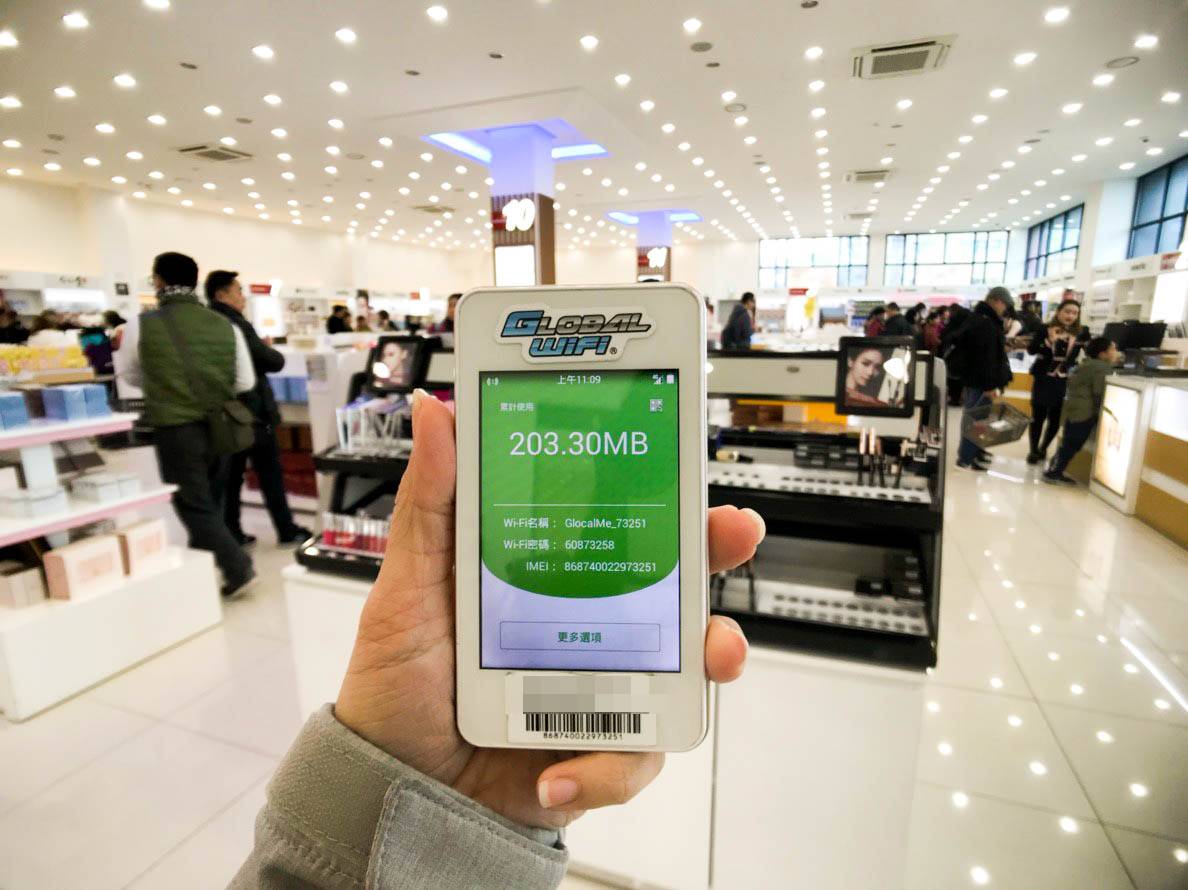 10
10
GLOBAL
WiFi®
上午11:09
累計使用
203.30MB
Wi-Fi名稱： GlocalMe_73251
Wi-Fi密碼： 60873258
IMEI： 868740022973251
更多選項
868740022973251